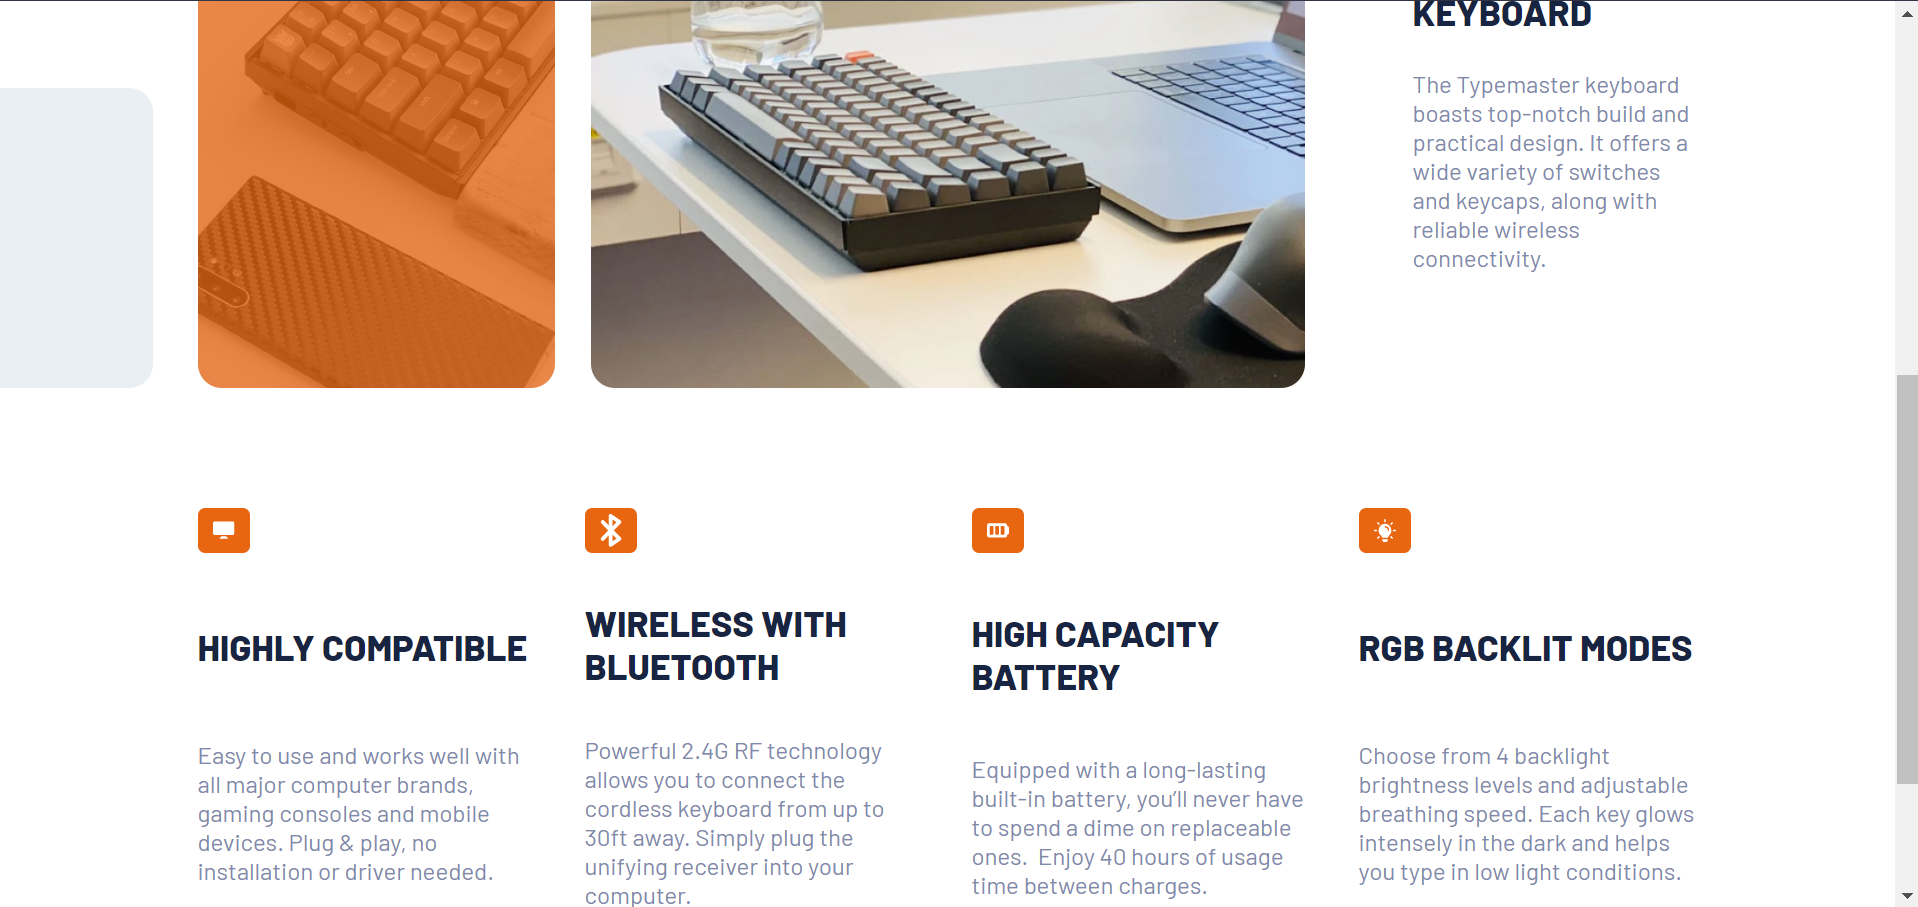 KEYBOARD
The Typemaster keyboard
boasts top-notch build and
practical design. It offers a
wide variety of switches
and keycaps, along with
reliable wireless
connectivity.
HIGHLY COMPATIBLE
Easy to use and works well with
all major computer brands,
gaming consoles and mobile
devices. Plug & play, no
installation or driver needed.
WIRELESS WITH
BLUETOOTH
Powerful 2.4G RF technology
allows you to connect the
cordless keyboard from up to
30ft away. Simply plug the
unifying receiver into your
computer.
HIGH CAPACITY
BATTERY
Equipped with a long-lasting
built-in battery, you’ll never have
to spend a dime on replaceable
ones.  Enjoy 40 hours of usage
time between charges.
RGB BACKLIT MODES
Choose from 4 backlight
brightness levels and adjustable
breathing speed. Each key glows
intensely in the dark and helps
you type in low light conditions.